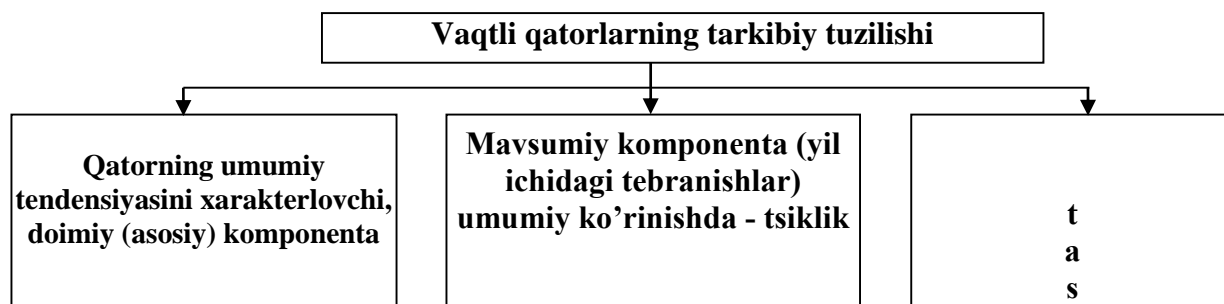 Vaqtli qatorlarning tarkibiy tuzilishi
Qatorning umumiy
tendensiyasini xarakterlovchi,
doimiy (asosiy) komponenta
Mavsumiy komponenta (yil
ichidagi tebranishlar)
umumiy ko’rinishda - tsiklik
t
a
s